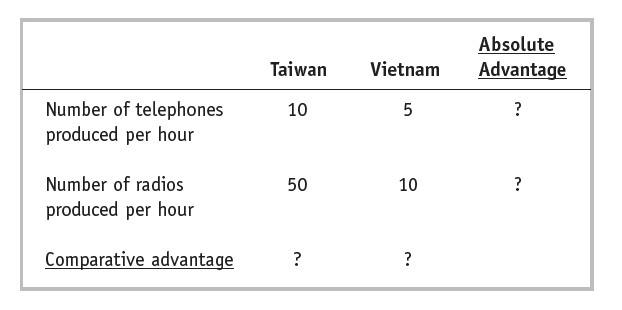 Absolute
Taiwan Vietnam Advantage
Number of telephones 10 5 ?
produced per hour
Number of radios 50 10 ?
produced per hour
Comparative advantage ? ?